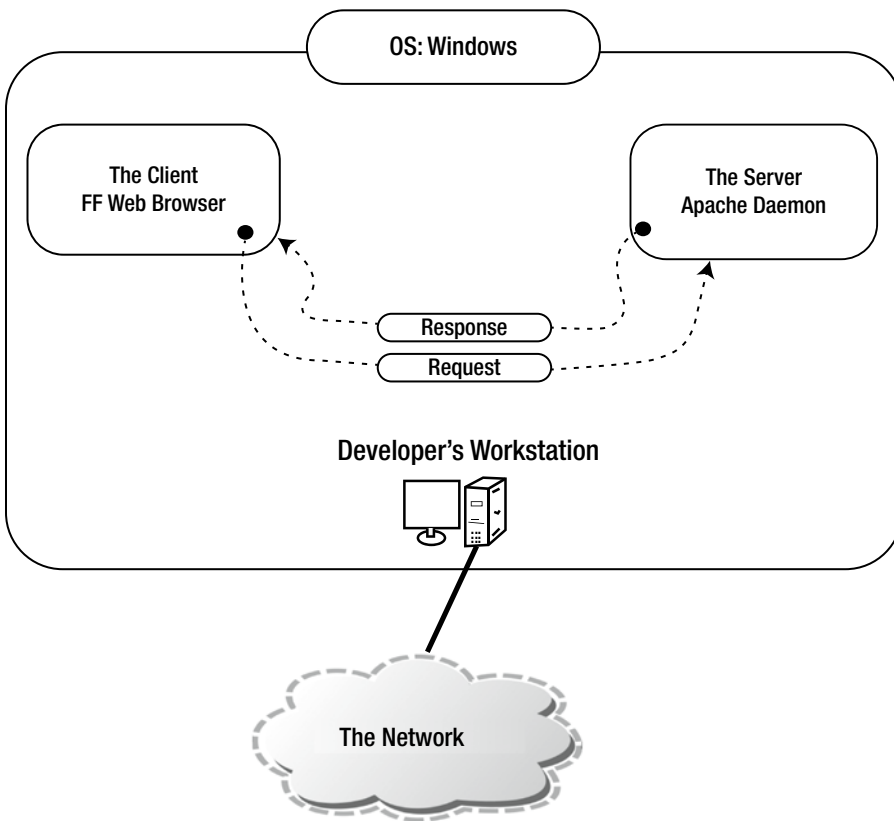 OS: Windows
The Client
FF Web Browser
The Server
Apache Daemon
Response
Request
Developer’s Workstation
The Network